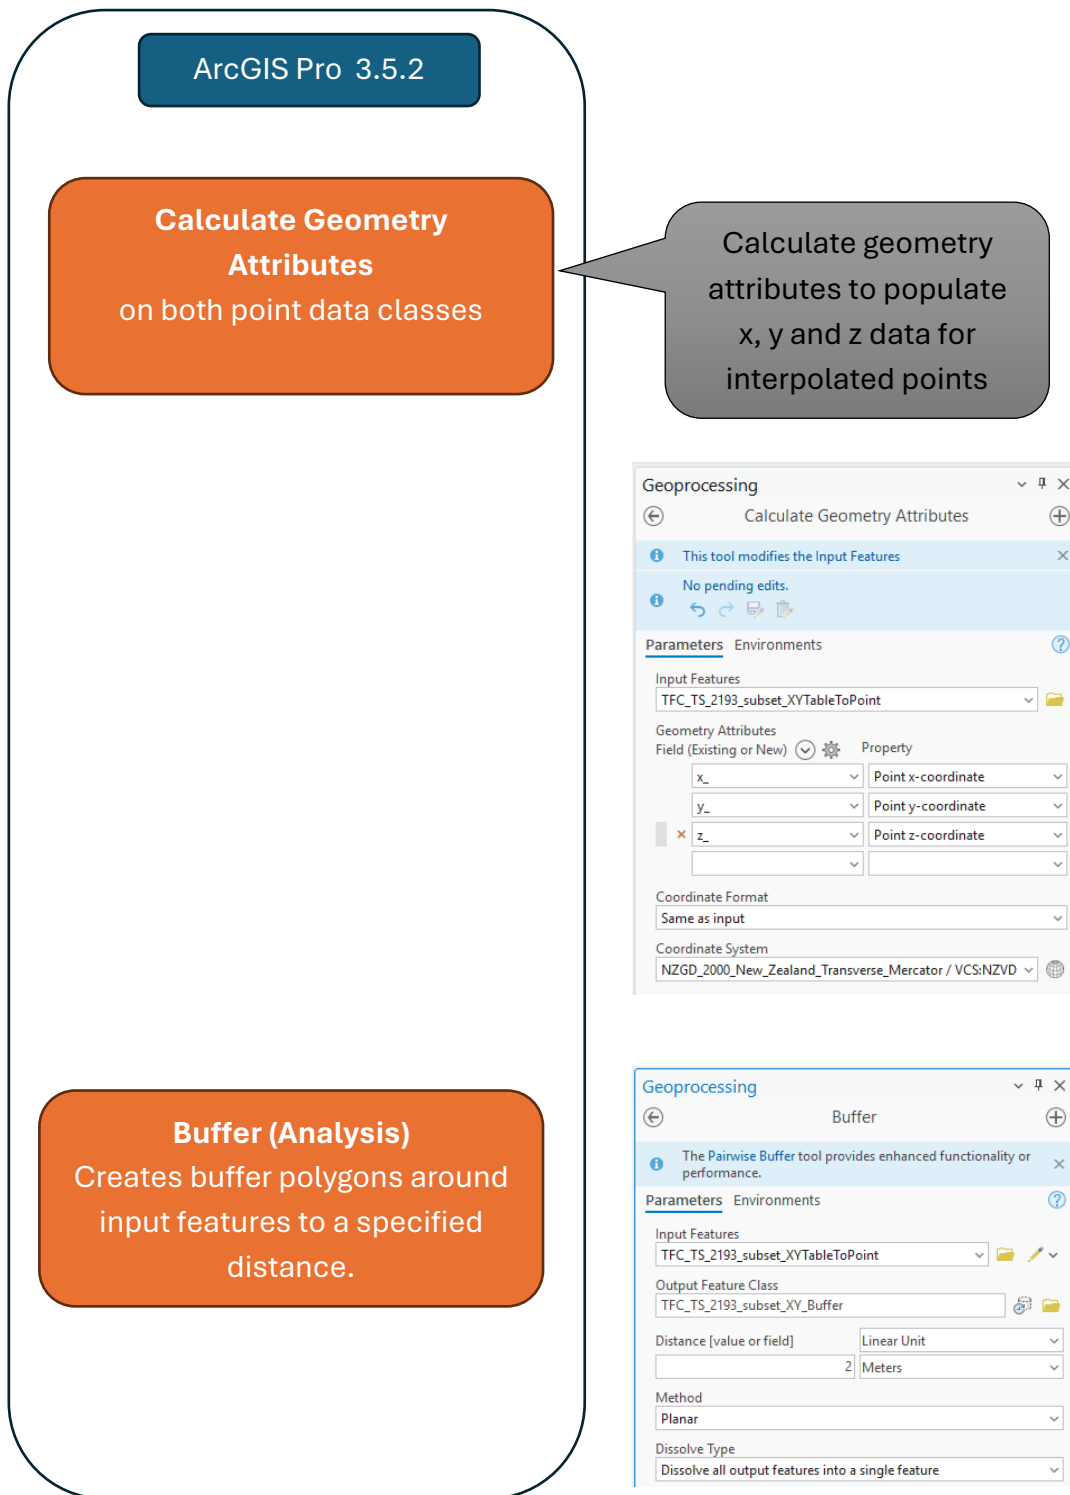 ArcGIS Pro  3.5.2
Calculate Geometry
Attributes
on both point data classes
Calculate geometry
attributes to populate
x, y and z data for
interpolated points
Geoprocessing
Calculate Geometry Attributes
This tool modifies the Input Features
No pending edits.
Parameters Environments
Input Features
TFC_TS_2193_subset_XYTableToPoint
Geometry Attributes
Field (Existing or New) Property
x_ Point x-coordinate
y_ Point y-coordinate
z_ Point z-coordinate
Coordinate Format
Same as input
Coordinate System
NZGD_2000_New_Zealand_Transverse_Mercator / VCS:NZVD
Buffer (Analysis)
Creates buffer polygons around
input features to a specified
distance.
Geoprocessing
Buffer
The Pairwise Buffer tool provides enhanced functionality or
performance.
Parameters Environments
Input Features
TFC_TS_2193_subset_XYTableToPoint
Output Feature Class
TFC_TS_2193_subset_XY_Buffer
Distance [value or field] Linear Unit
2 Meters
Method
Planar
Dissolve Type
Dissolve all output features into a single feature